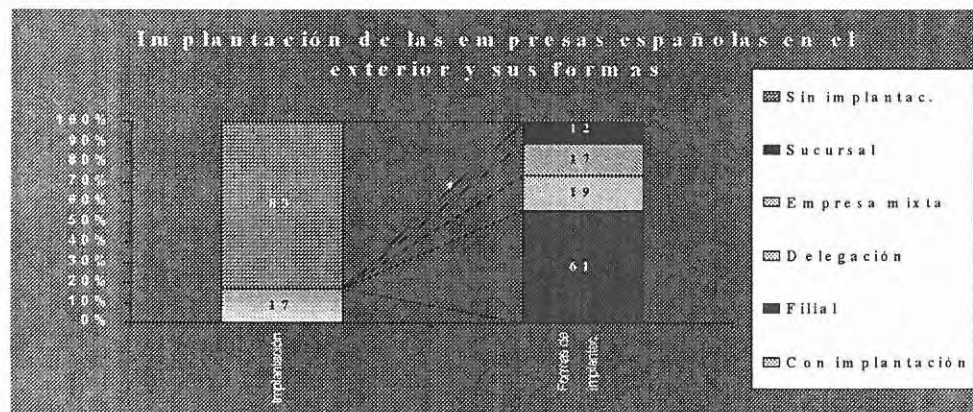 Implantación de las empresas españolas en el
exterior y sus formas
100%
90%
80%
70%
60%
50%
40%
30%
20%
10%
0%
83
17
12
17
19
61
Implantación
Formas de
implantac.
Sin implantac.
Sucursal
Empresa mixta
Delegación
Filial
Con implantación